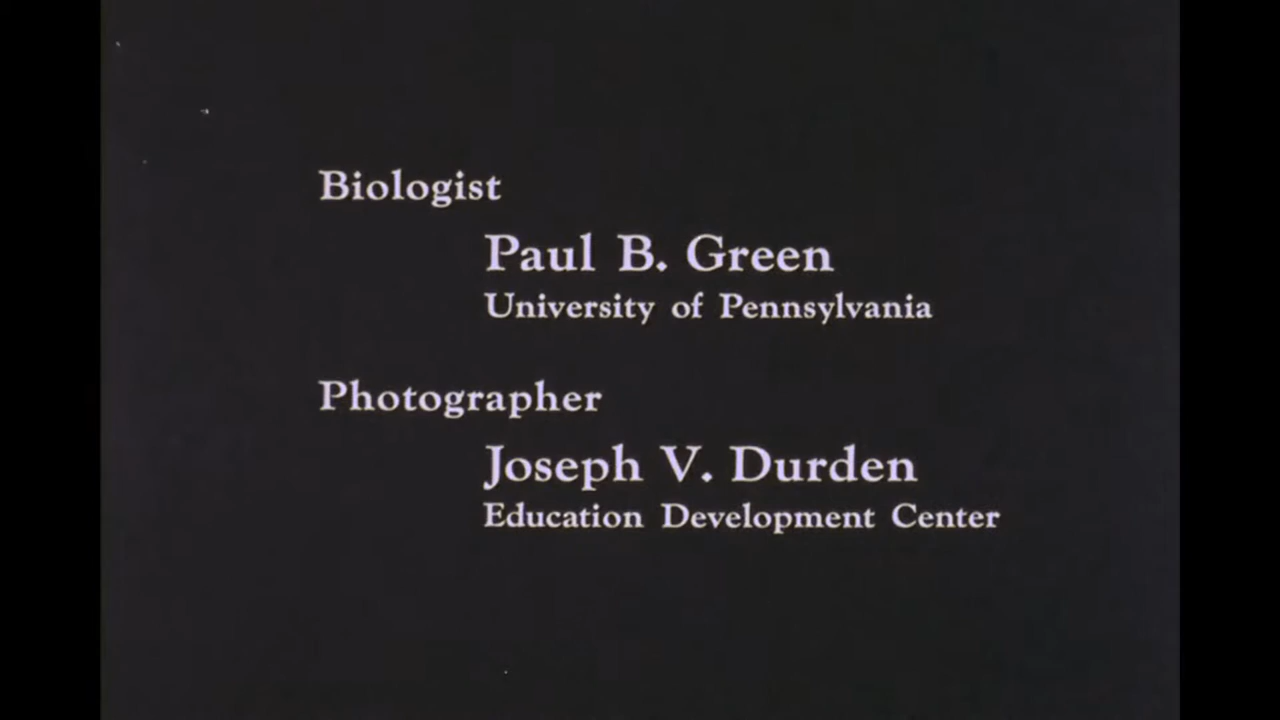 Biologist
Paul B. Green
University of Pennsylvania
Photographer
Joseph V. Durden
Education Development Center